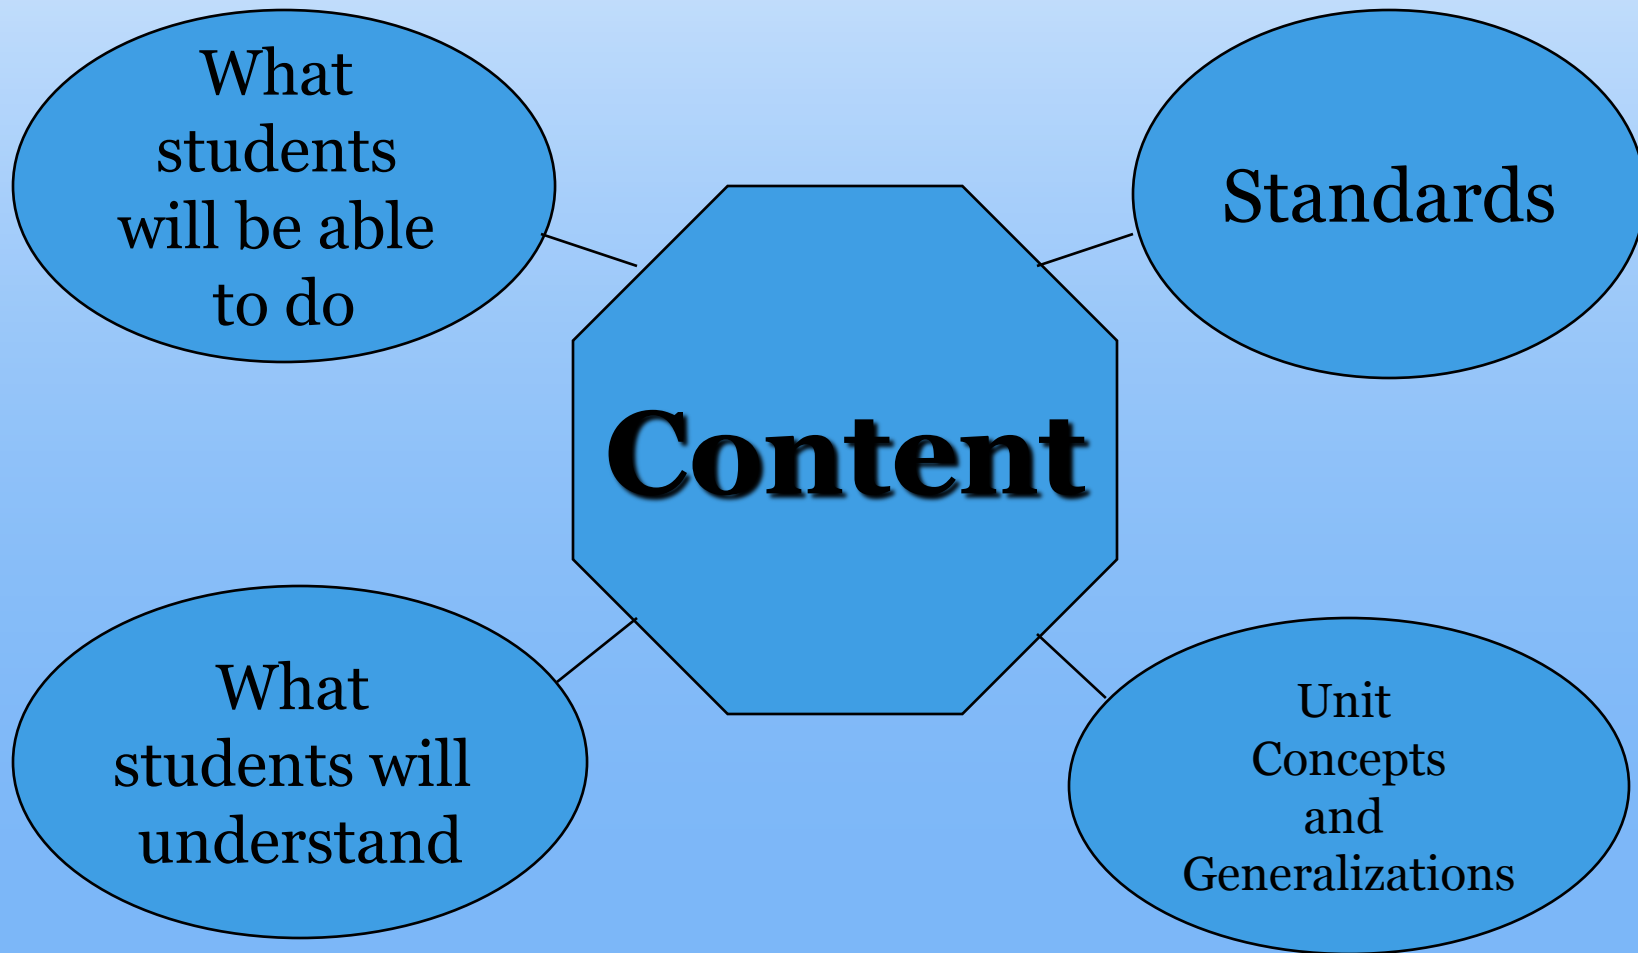 What
students
will be able
to do
Standards
Content
What
students will
understand
Unit
Concepts
and
Generalizations